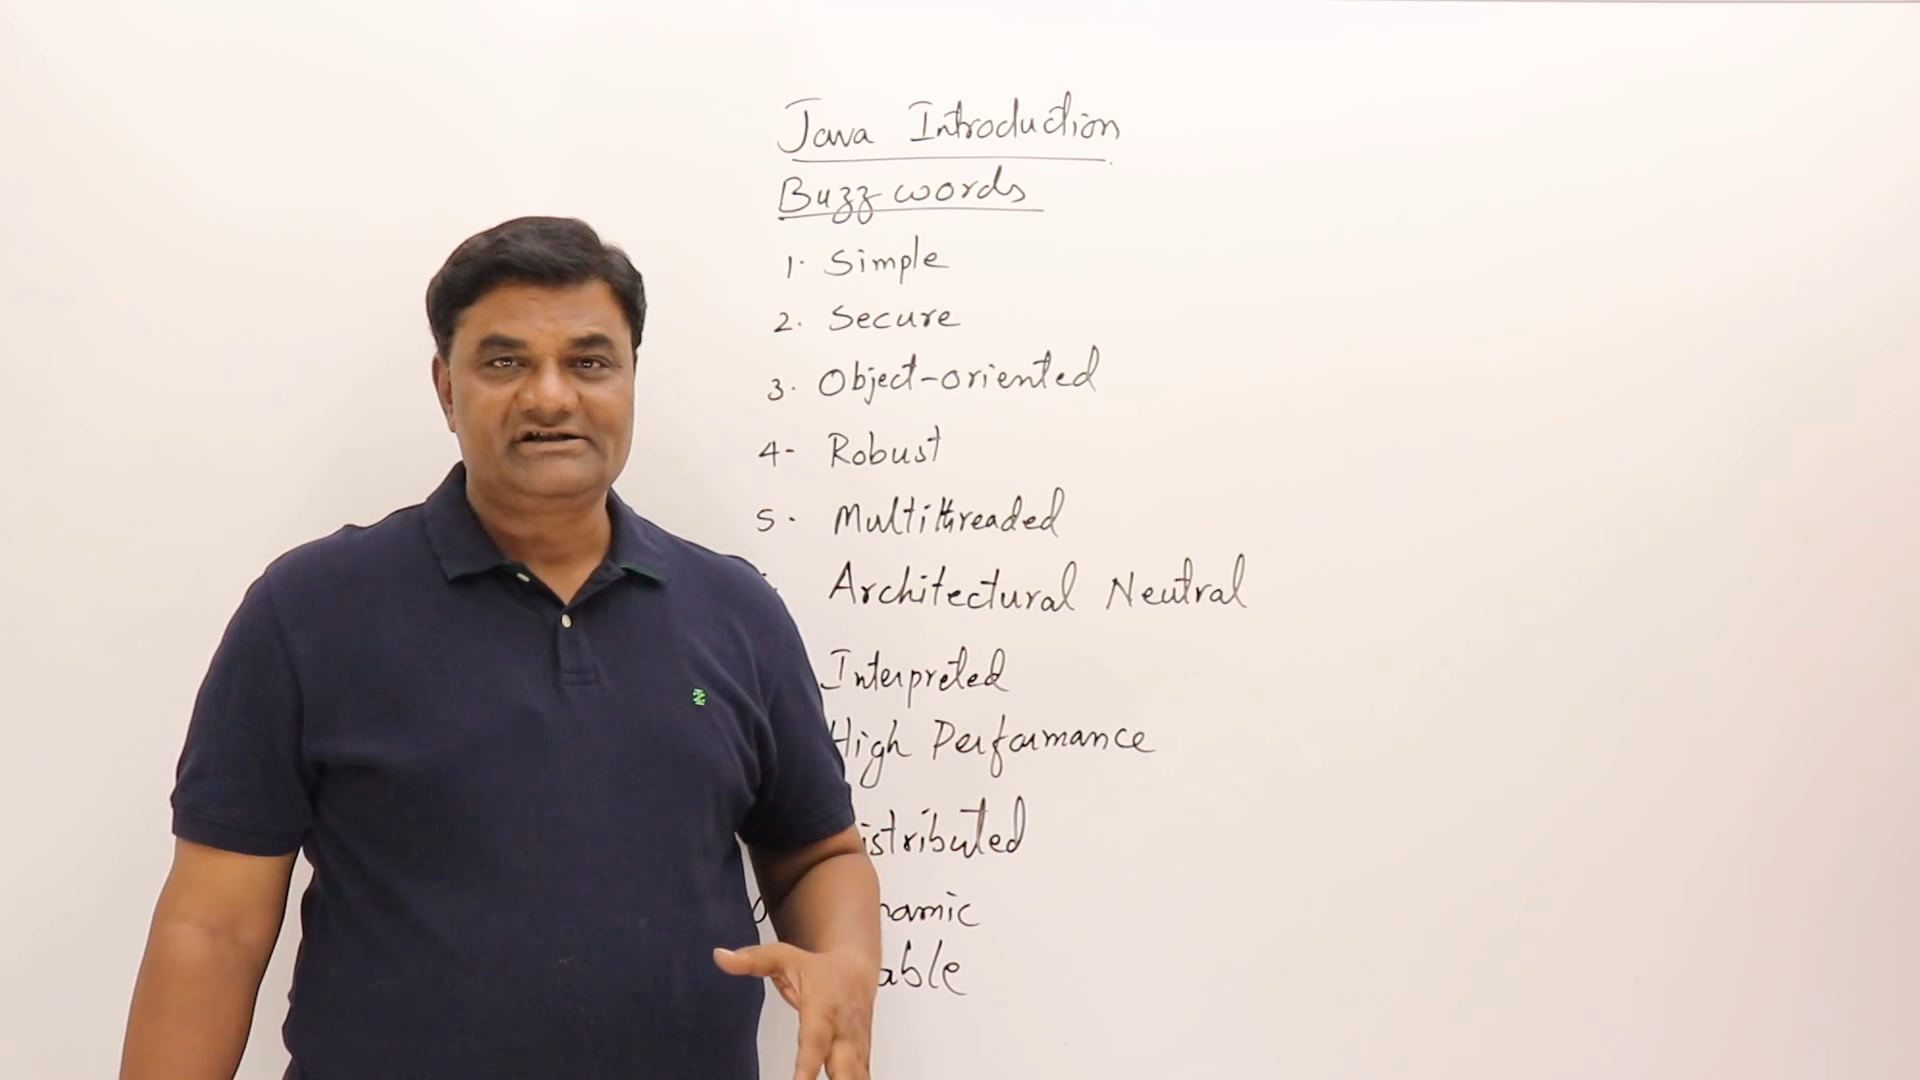 Java Introduction
Buzzwords
1. Simple
2. Secure
3. Object-oriented
4- Robust
5. Multithreaded
Architectural Neutral
Interpreted
High Performance
istributed
namic
able